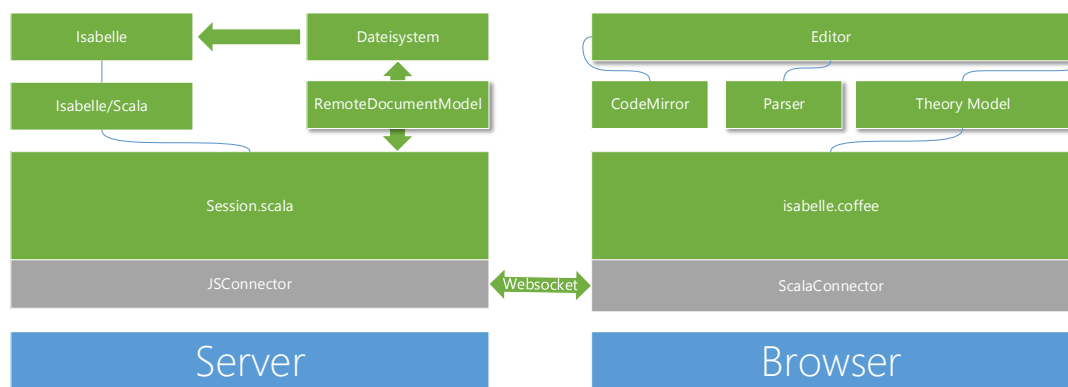 Isabelle
Dateisystem
Editor
Isabelle/Scala
RemoteDocumentModel
CodeMirror
Parser
Theory Model
Session.scala
isabelle.coffee
JSConnector
Websocket
ScalaConnector
Server
Browser